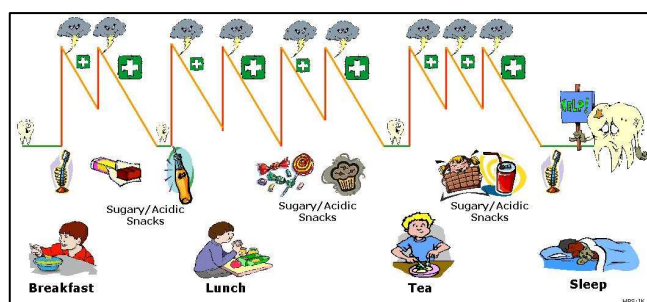 HELP!
Sugary/Acidic
Snacks
Sugary/Acidic
Snacks
Sugary/Acidic
Snacks
Breakfast
Lunch
Tea
Sleep